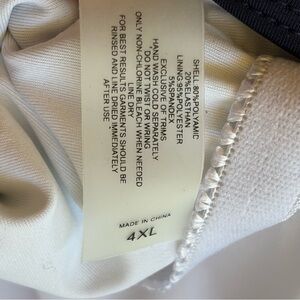 SHELL: 80%POLYAMIC
20%ELASTHAN
LINING:95%POLYESTER
5%SPANDEX
EXCLUSIVE OF TRIMS
HAND WASH COLD SEPARATELY
DO NOT TWIST OR WRING
LINE DRY
ONLY NON-CHLORINE BLEACH WHEN NEEDED
FOR BEST RESULTS GARMENTS SHOULD BE
RINSED AND LINE DRIED IMMEDIATELY
AFTER USE
MADE IN CHINA
4XL